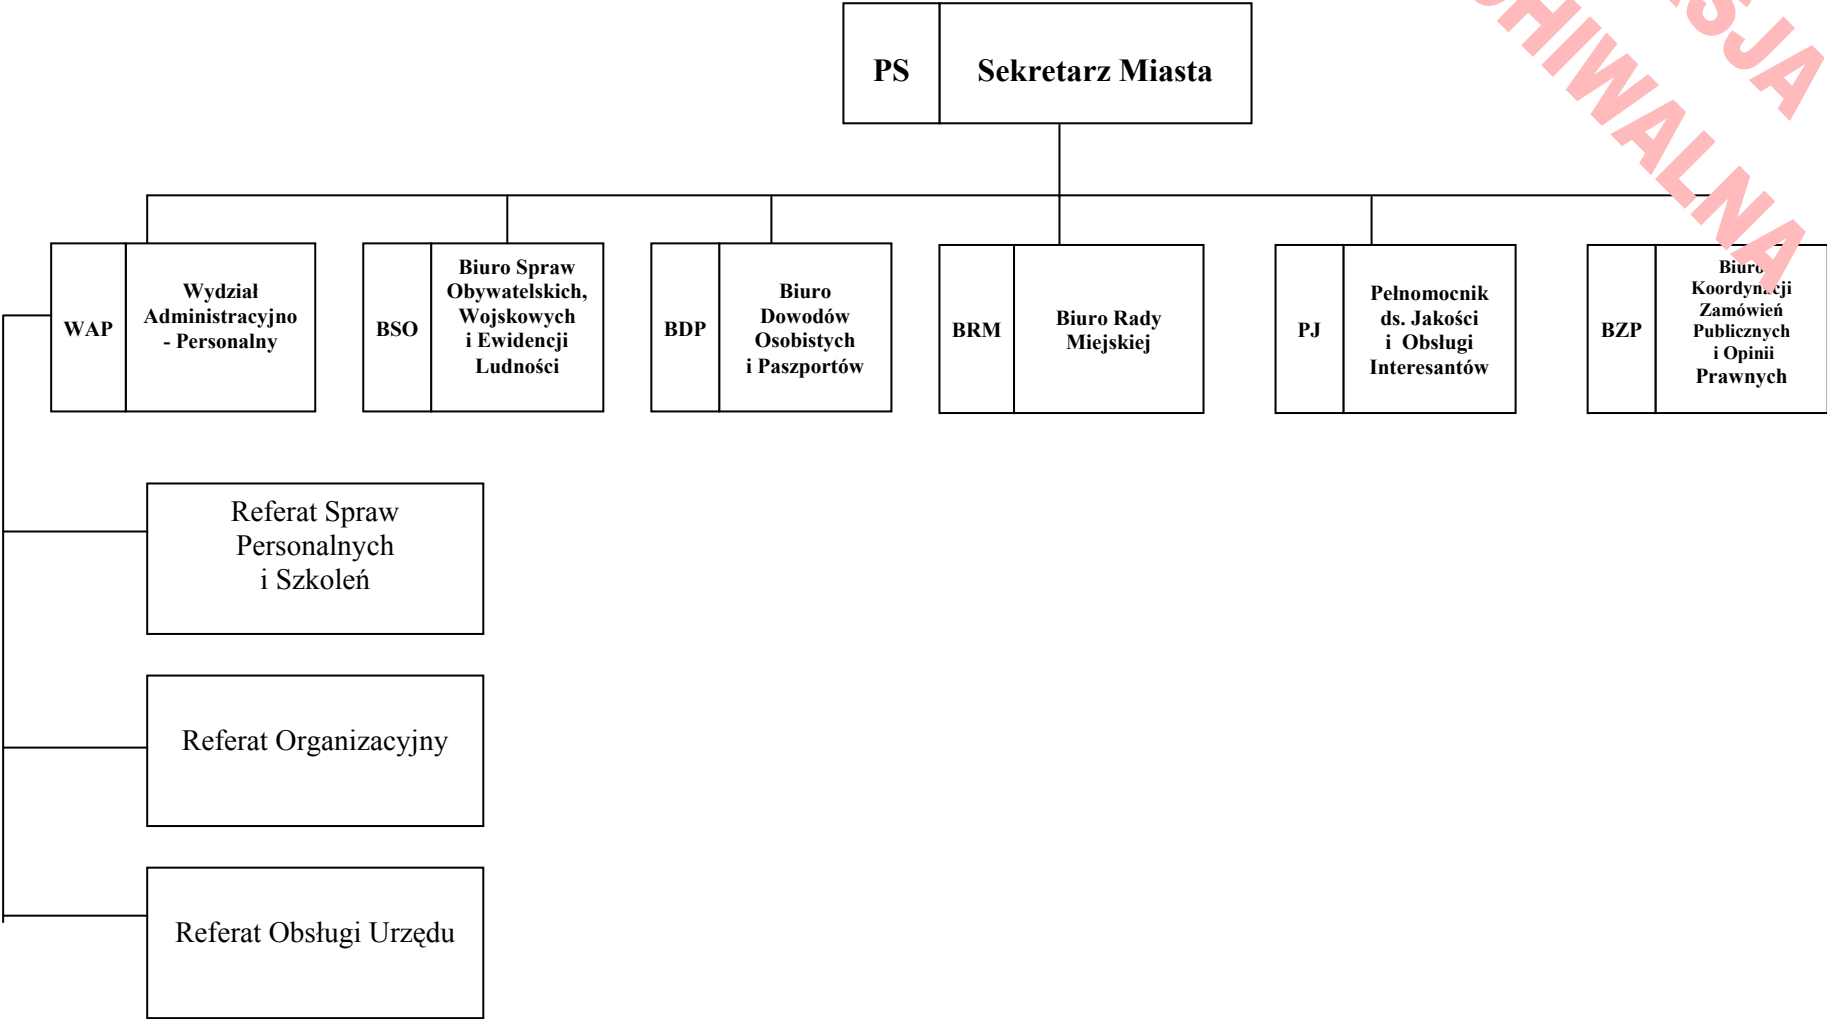 PS
Sekretarz Miasta
WAP
Wydział
Administracyjno
- Personalny
BSO
Biuro Spraw
Obywatelskich,
Wojskowych
i Ewidencji
Ludności
BDP
Biuro
Dowodów
Osobistych
i Paszportów
BRM
Biuro Rady
Miejskiej
PJ
Pełnomocnik
ds. Jakości
i Obsługi
Interesantów
BZP
Biuro
Koordynacji
Zamówień
Publicznych
i Opinii
Prawnych
Referat Spraw
Personalnych
i Szkoleń
Referat Organizacyjny
Referat Obsługi Urzędu